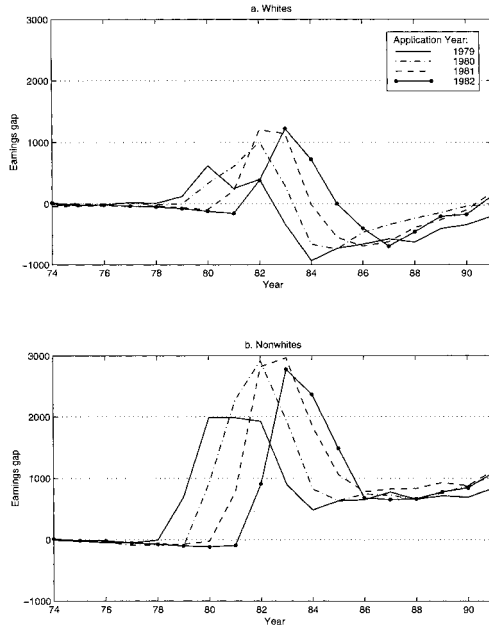 a. Whites
3000
2000
1000
0
−1000
Earnings gap
74 76 78 80 82 84 86 88 90
Year
Application Year:
1979
1980
1981
1982
b. Nonwhites
3000
2000
1000
0
−1000
Earnings gap
74 76 78 80 82 84 86 88 90
Year